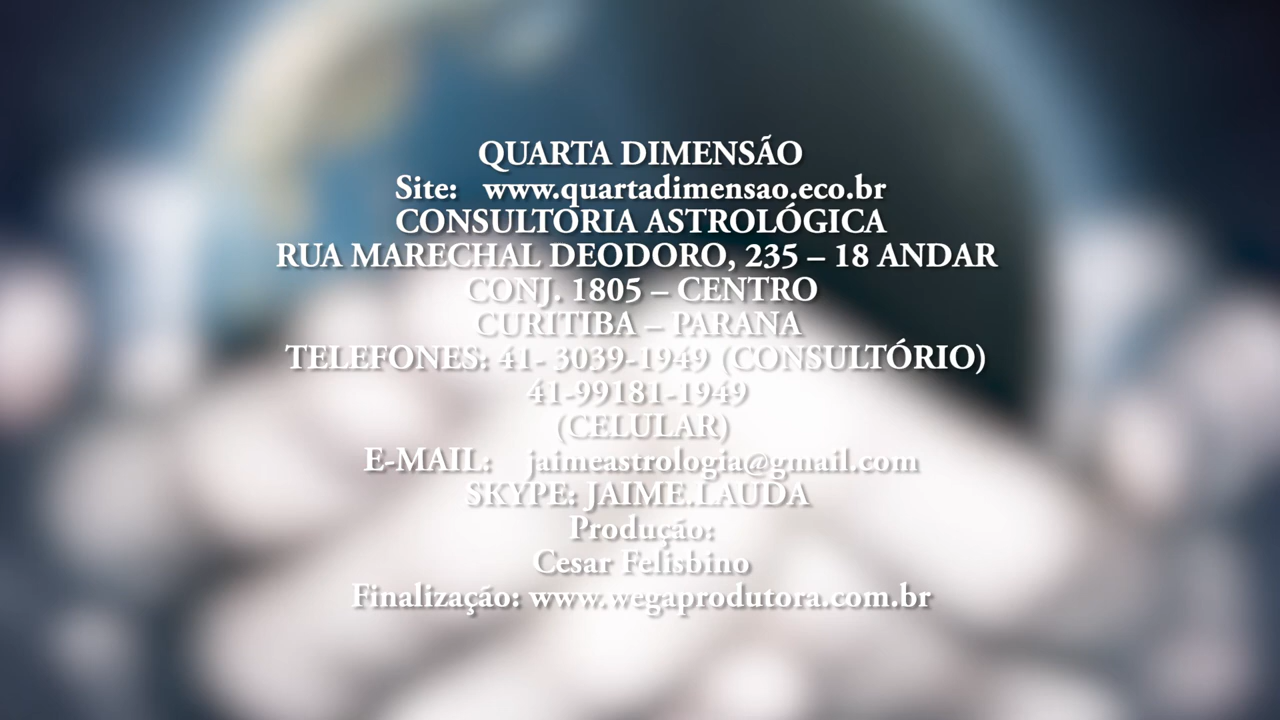 QUARTA DIMENSÃO
Site: www.quartadimensao.eco.br
CONSULTORIA ASTROLÓGICA
RUA MARECHAL DEODORO, 235 – 18 ANDAR
CONJ. 1805 – CENTRO
CURITIBA – PARANA
TELEFONES: 41- 3039-1949 (CONSULTÓRIO)
41-99181-1949
(CELULAR)
E-MAIL: jaimeastrologia@gmail.com
SKYPE: JAIME.LAUDA
Produção:
Cesar Felisbino
Finalização: www.wegaprodutora.com.br